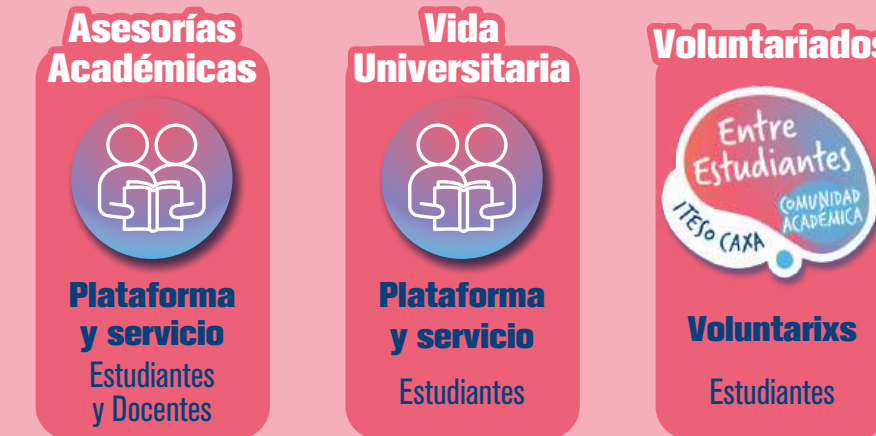 Asesorías
Académicas
Plataforma
y servicio
Estudiantes
y Docentes
Vida
Universitaria
Plataforma
y servicio
Estudiantes
Voluntariados
Entre
Estudiantes
COMUNIDAD
ACADÉMICA
ITESO CAXA
Voluntarixs
Estudiantes